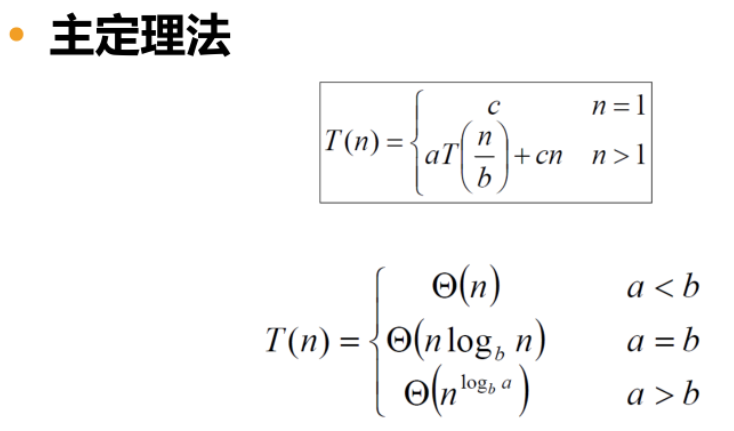 • 主定理法
T(n) = { c n = 1
aT(n/b) + cn n > 1
T(n) = { Θ(n) a < b
Θ(n log_b n) a = b
Θ(n^{log_b a}) a > b